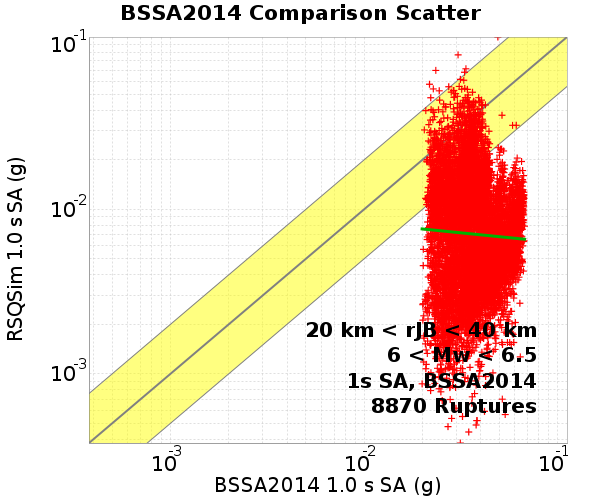 BSSA2014 Comparison Scatter
RSQSim 1.0 s SA (g)
10-1
10-2
10-3
20 km < rJB < 40 km
6 < Mw < 6.5
1s SA, BSSA2014
8870 Ruptures
10-3
10-2
10-1
BSSA2014 1.0 s SA (g)